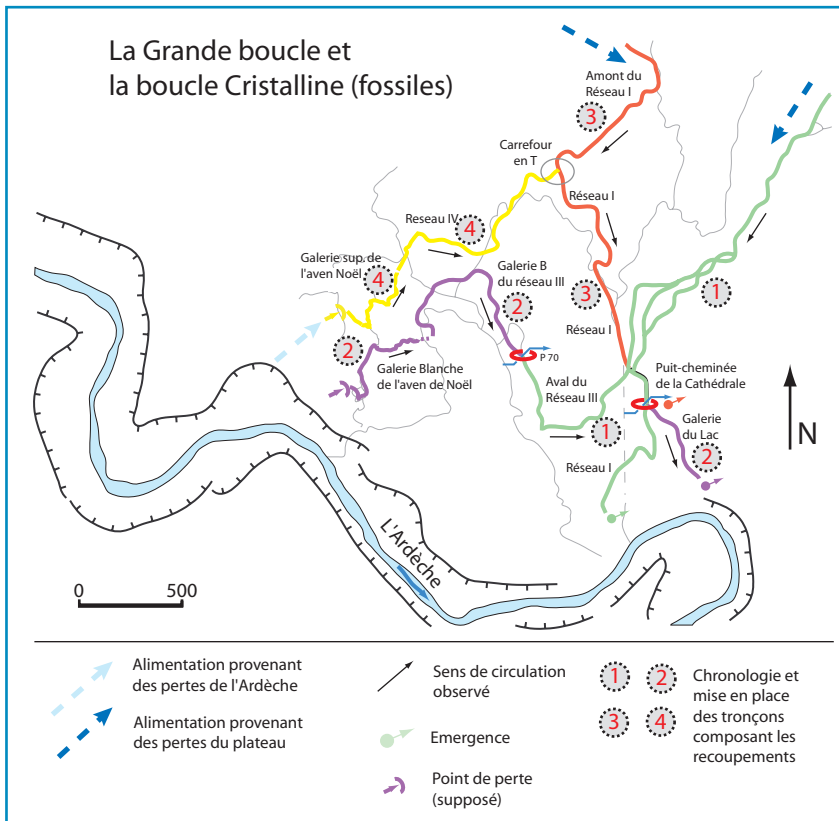 La Grande boucle et
la boucle Cristalline (fossiles)
Amont du
Réseau I
3
Carrefour
en T
Réseau I
Reseau IV
4
Galerie sup. de
l'aven Noël
4
Galerie B
du réseau III
2
3
1
Réseau I
2
P 70
Galerie Blanche
de l'aven de Noël
Aval du
Réseau III
Puit-cheminée
de la Cathédrale
1
Galerie
du Lac
2
N
Réseau I
L'Ardèche
0
500
Alimentation provenant
des pertes de l'Ardèche
Alimentation provenant
des pertes du plateau
Sens de circulation
observé
Emergence
Point de perte
(supposé)
1
2
3
4
Chronologie et
mise en place
des tronçons
composant les
recoupements